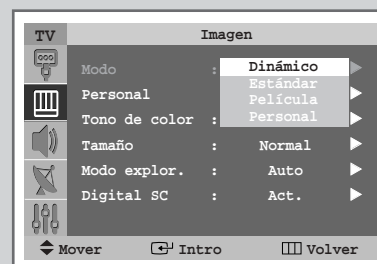 TV Imagen
Modo : Dinámico
Estándar
Personal Película
Tono de color : Personal
Tamaño : Normal
Modo explor. : Auto
Digital SC : Act.
Mover Intro Volver